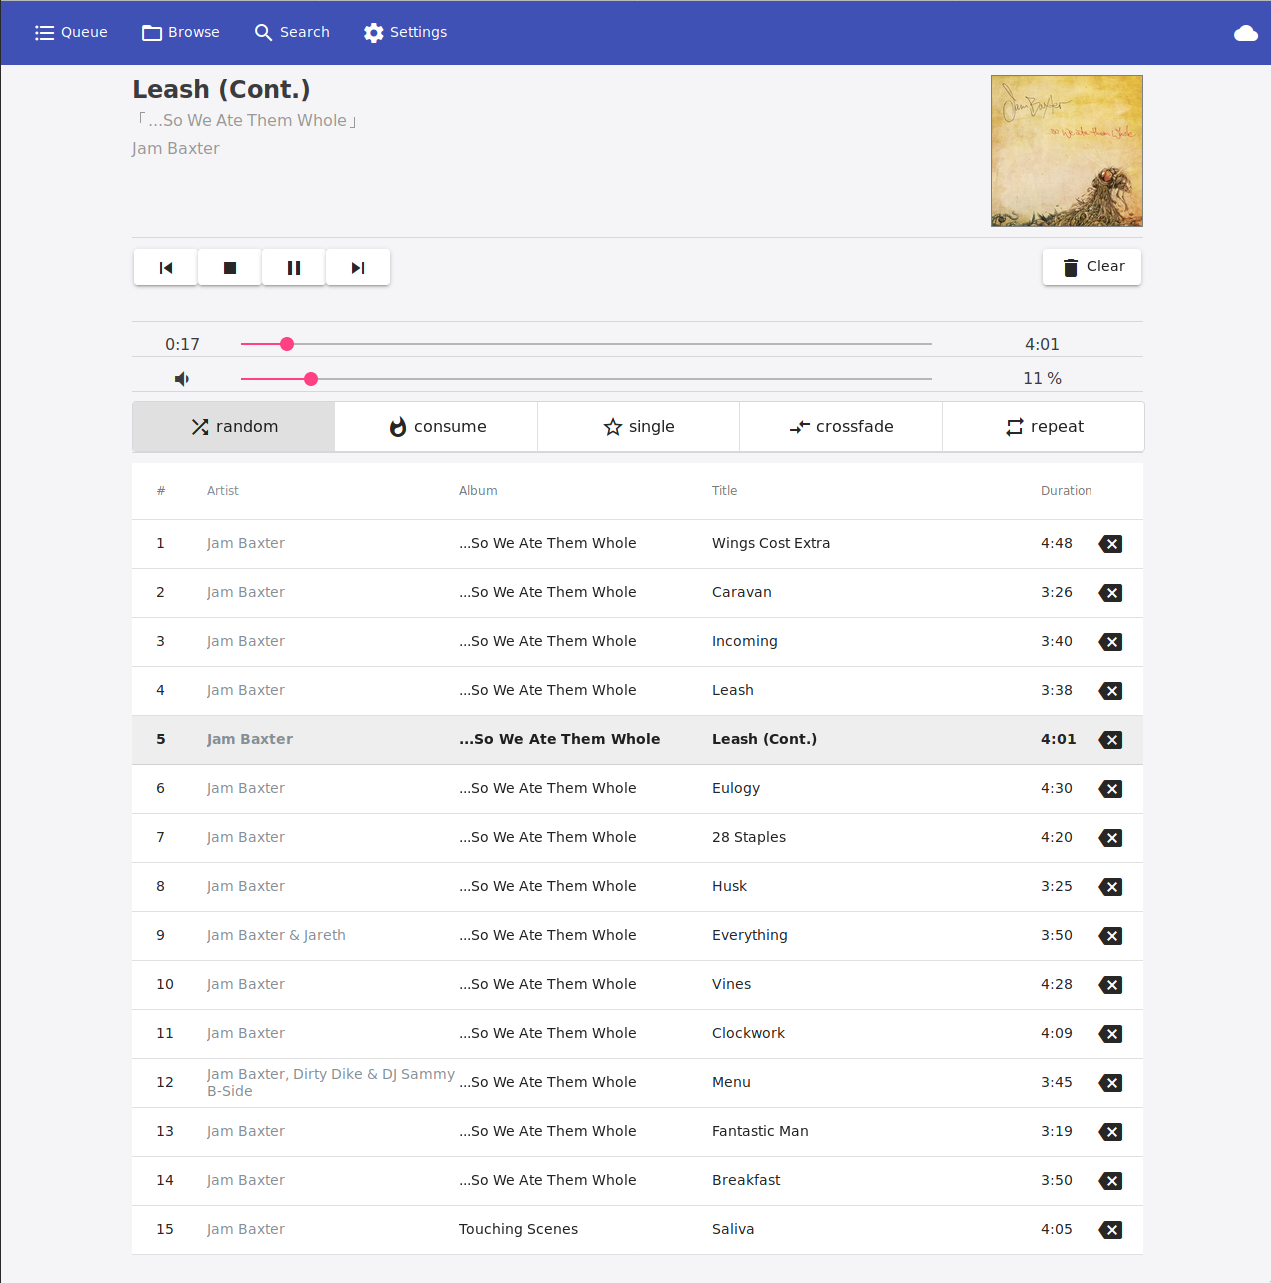 Queue Browse Search Settings
Leash (Cont.)
「...So We Ate Them Whole」
Jam Baxter
Jam Baxter
so we ate them whole
Clear
0:17 4:01
11 %
random consume single crossfade repeat
# Artist Album Title Duration
1 Jam Baxter ...So We Ate Them Whole Wings Cost Extra 4:48
2 Jam Baxter ...So We Ate Them Whole Caravan 3:26
3 Jam Baxter ...So We Ate Them Whole Incoming 3:40
4 Jam Baxter ...So We Ate Them Whole Leash 3:38
5 Jam Baxter ...So We Ate Them Whole Leash (Cont.) 4:01
6 Jam Baxter ...So We Ate Them Whole Eulogy 4:30
7 Jam Baxter ...So We Ate Them Whole 28 Staples 4:20
8 Jam Baxter ...So We Ate Them Whole Husk 3:25
9 Jam Baxter & Jareth ...So We Ate Them Whole Everything 3:50
10 Jam Baxter ...So We Ate Them Whole Vines 4:28
11 Jam Baxter ...So We Ate Them Whole Clockwork 4:09
12 Jam Baxter, Dirty Dike & DJ Sammy B-Side ...So We Ate Them Whole Menu 3:45
13 Jam Baxter ...So We Ate Them Whole Fantastic Man 3:19
14 Jam Baxter ...So We Ate Them Whole Breakfast 3:50
15 Jam Baxter Touching Scenes Saliva 4:05